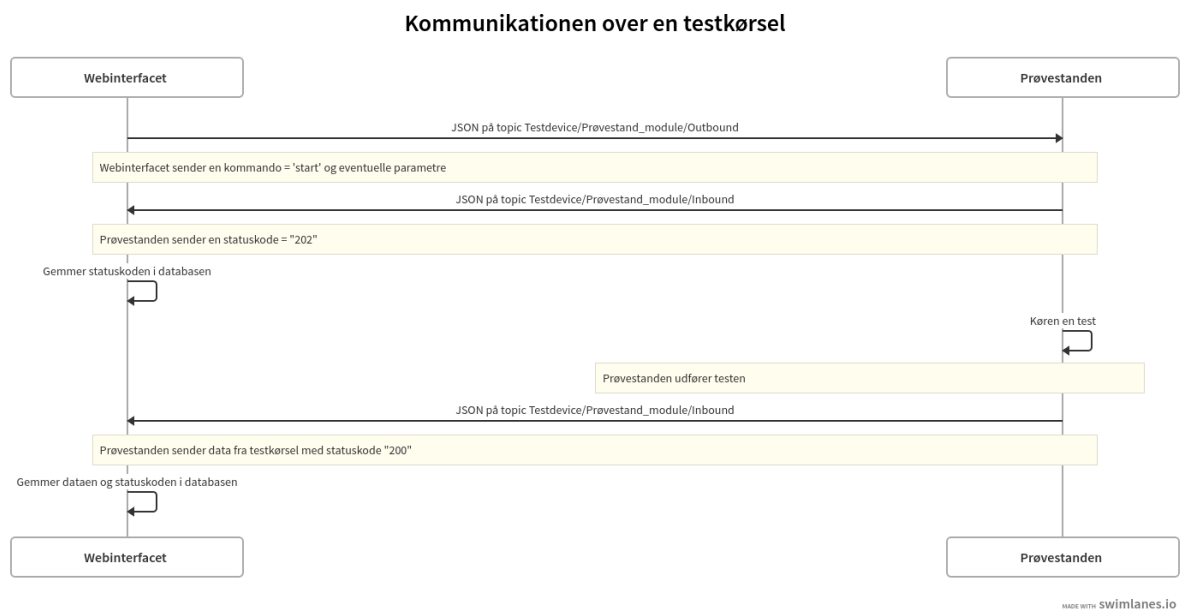 Kommunikationen over en testkørsel
Webinterfacet
Prøvestanden
JSON på topic Testdevice/Prøvestand_module/Outbound
Webinterfacet sender en kommando = 'start' og eventuelle parametre
JSON på topic Testdevice/Prøvestand_module/Inbound
Prøvestanden sender en statuskode = "202"
Gemmer statuskoden i databasen
Køren en test
Prøvestanden udfører testen
JSON på topic Testdevice/Prøvestand_module/Inbound
Prøvestanden sender data fra testkørsel med statuskode "200"
Gemmer dataen og statuskoden i databasen
Webinterfacet
Prøvestanden
MADE WITH swimlanes.io